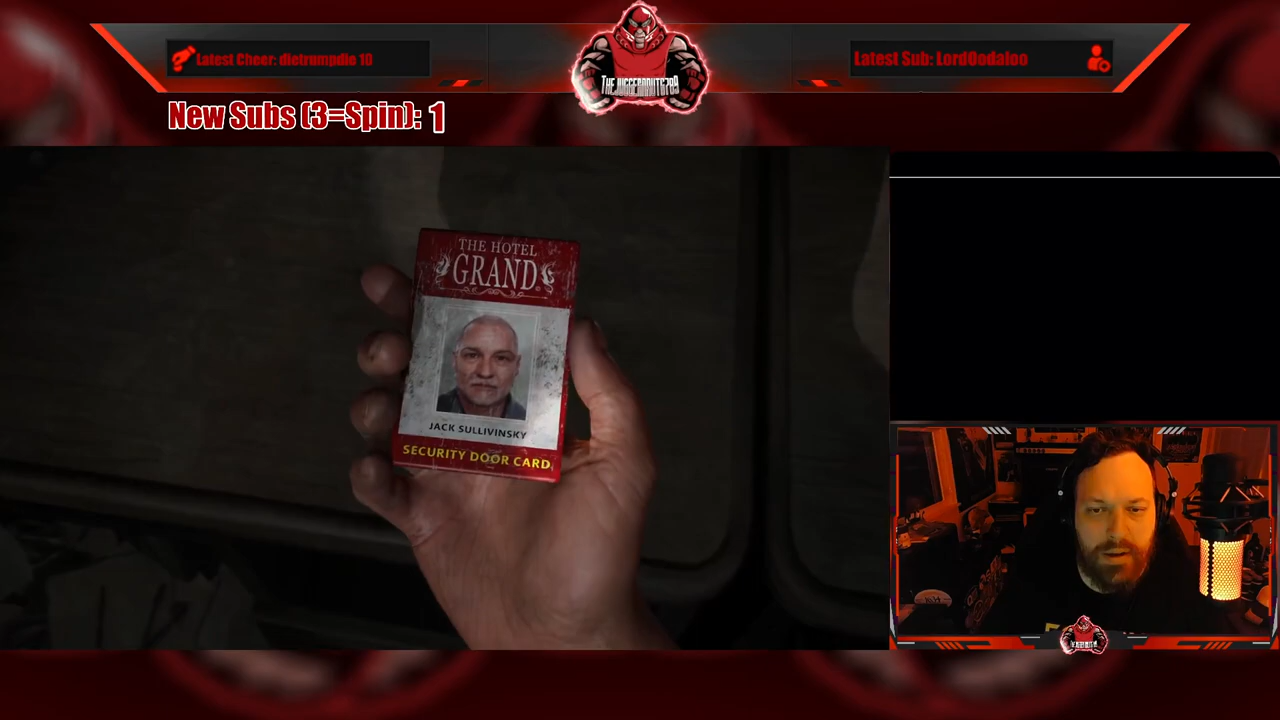 Latest Cheer: dietrumpdie 10
THEJUGGERNAUT6789
Latest Sub: LordOodaloo
New Subs (3=Spin): 1
THE HOTEL
GRAND
JACK SULLIVINSKY
SECURITY DOOR CARD